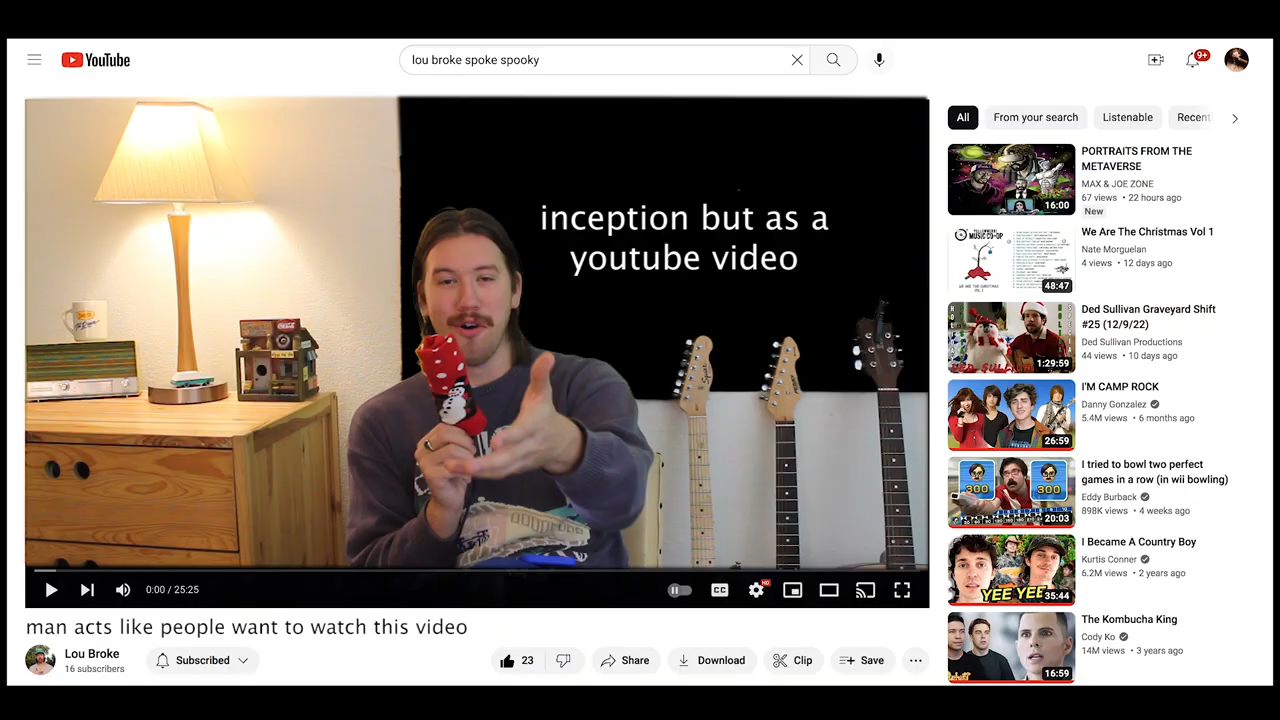 YouTube
lou broke spoke spooky
9+
All
From your search
Listenable
Recent
inception but as a
youtube video
PORTRAITS FROM THE
METAVERSE
MAX & JOE ZONE
67 views • 22 hours ago
New
16:00
We Are The Christmas Vol 1
Nate Morguelan
4 views • 12 days ago
MUSIC CO-OP
48:47
Ded Sullivan Graveyard Shift
#25 (12/9/22)
Ded Sullivan Productions
44 views • 10 days ago
1:29:59
I'M CAMP ROCK
Danny Gonzalez
5.4M views • 6 months ago
26:59
I tried to bowl two perfect
games in a row (in wii bowling)
Eddy Burback
898K views • 4 weeks ago
300
300
20:03
I Became A Country Boy
Kurtis Conner
6.2M views • 2 years ago
YEE YEE
35:44
The Kombucha King
Cody Ko
14M views • 3 years ago
16:59
0:00 / 25:25
CC
HD
man acts like people want to watch this video
Lou Broke
16 subscribers
Subscribed
23
Share
Download
Clip
Save